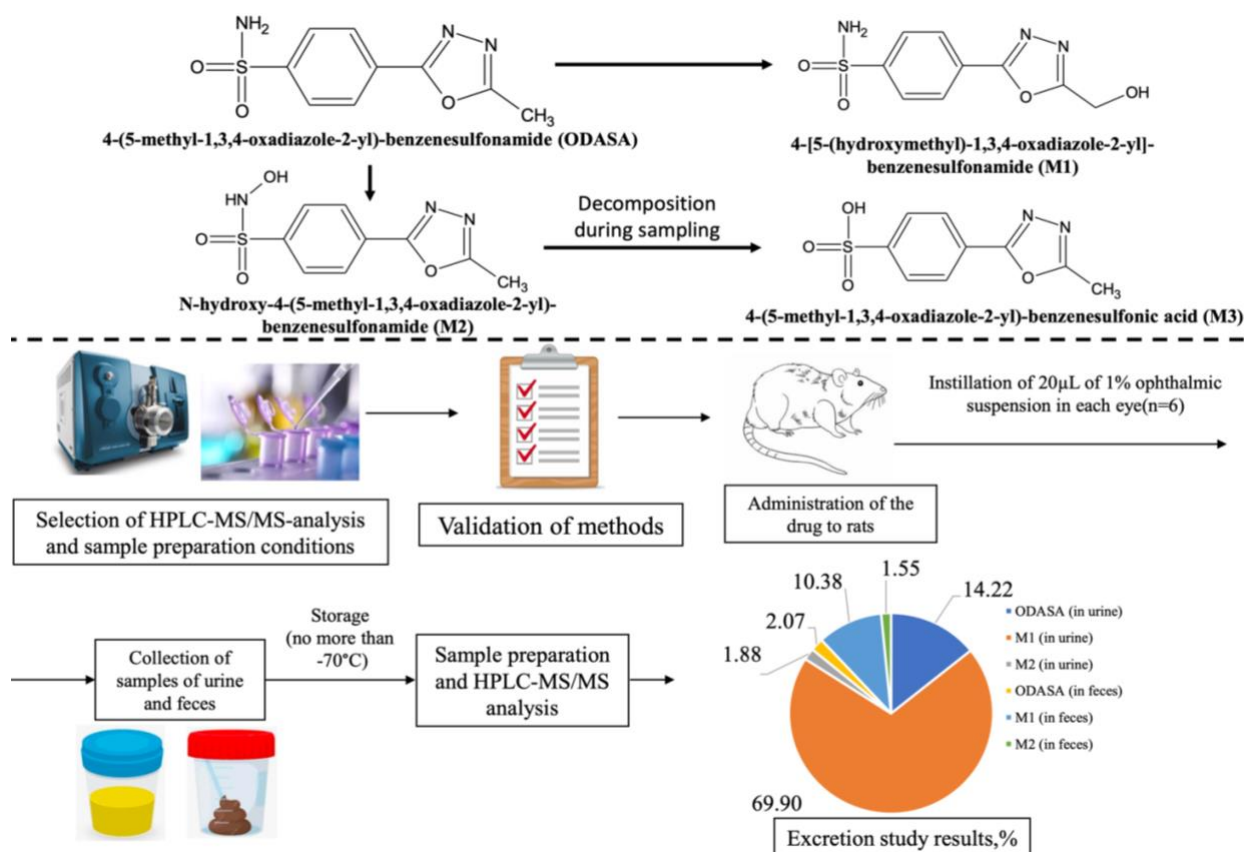 NH2
O
S
O
N
N
O
CH3
4-(5-methyl-1,3,4-oxadiazole-2-yl)-benzenesulfonamide (ODASA)
NH2
O
S
O
N
N
O
OH
4-[5-(hydroxymethyl)-1,3,4-oxadiazole-2-yl]-
benzenesulfonamide (M1)
OH
HN
O
S
O
N
N
O
CH3
N-hydroxy-4-(5-methyl-1,3,4-oxadiazole-2-yl)-
benzenesulfonamide (M2)
Decomposition
during sampling
OH
O
S
O
N
N
O
CH3
4-(5-methyl-1,3,4-oxadiazole-2-yl)-benzenesulfonic acid (M3)
Selection of HPLC-MS/MS-analysis
and sample preparation conditions
Validation of methods
Administration of the
drug to rats
Instillation of 20µL of 1% ophthalmic
suspension in each eye(n=6)
Collection of
samples of urine
and feces
Storage
(no more than
-70°C)
Sample preparation
and HPLC-MS/MS
analysis
1.55
10.38
14.22
2.07
1.88
69.90
ODASA (in urine)
M1 (in urine)
M2 (in urine)
ODASA (in feces)
M1 (in feces)
M2 (in feces)
Excretion study results,%